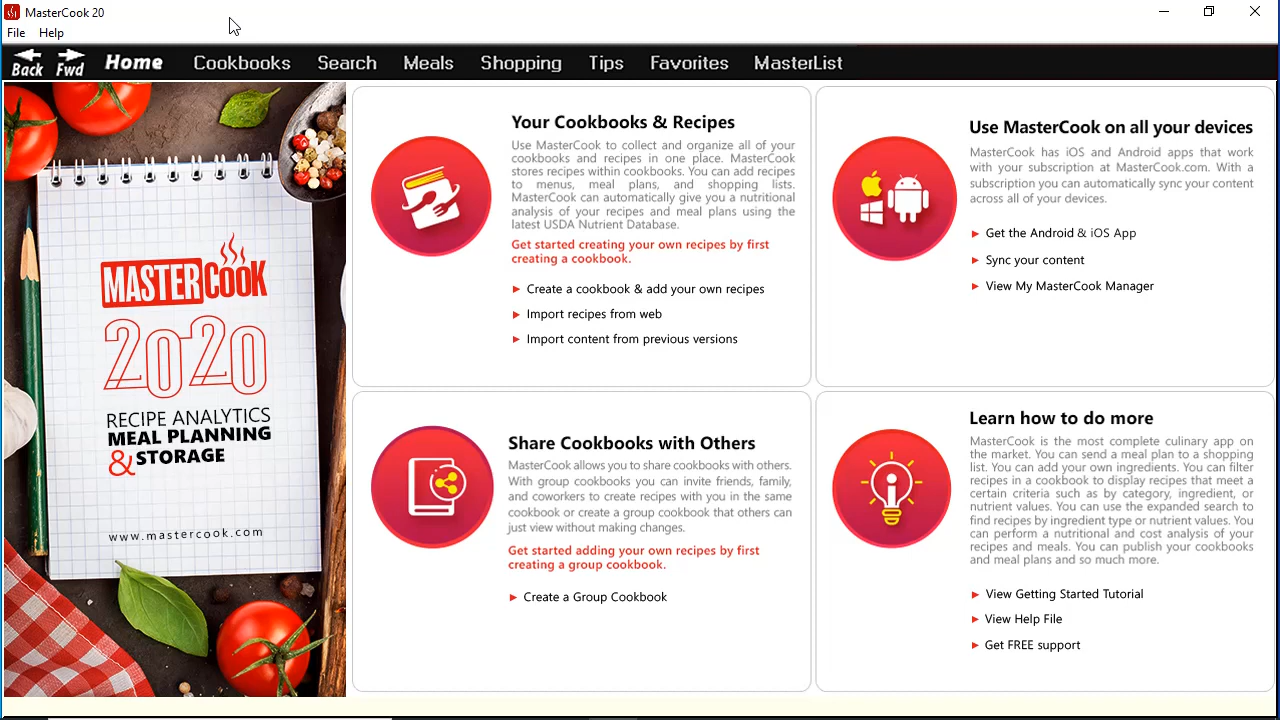 MasterCook 20
File Help
Back Fwd Home Cookbooks Search Meals Shopping Tips Favorites MasterList
MASTERCOOK
2020
RECIPE ANALYTICS
MEAL PLANNING
& STORAGE
www.mastercook.com
Your Cookbooks & Recipes
Use MasterCook to collect and organize all of your
cookbooks and recipes in one place. MasterCook
stores recipes within cookbooks. You can add recipes
to menus, meal plans, and shopping lists.
MasterCook can automatically give you a nutritional
analysis of your recipes and meal plans using the
latest USDA Nutrient Database.
Get started creating your own recipes by first
creating a cookbook.
Create a cookbook & add your own recipes
Import recipes from web
Import content from previous versions
Use MasterCook on all your devices
MasterCook has iOS and Android apps that work
with your subscription at MasterCook.com. With a
subscription you can automatically sync your content
across all of your devices.
Get the Android & iOS App
Sync your content
View My MasterCook Manager
Share Cookbooks with Others
MasterCook allows you to share cookbooks with others.
With group cookbooks you can invite friends, family,
and coworkers to create recipes with you in the same
cookbook or create a group cookbook that others can
just view without making changes.
Get started adding your own recipes by first
creating a group cookbook.
Create a Group Cookbook
Learn how to do more
MasterCook is the most complete culinary app on
the market. You can send a meal plan to a shopping
list. You can add your own ingredients. You can filter
recipes in a cookbook to display recipes that meet a
certain criteria such as by category, ingredient, or
nutrient values. You can use the expanded search to
find recipes by ingredient type or nutrient values. You
can perform a nutritional and cost analysis of your
recipes and meals. You can publish your cookbooks
and meal plans and so much more.
View Getting Started Tutorial
View Help File
Get FREE support